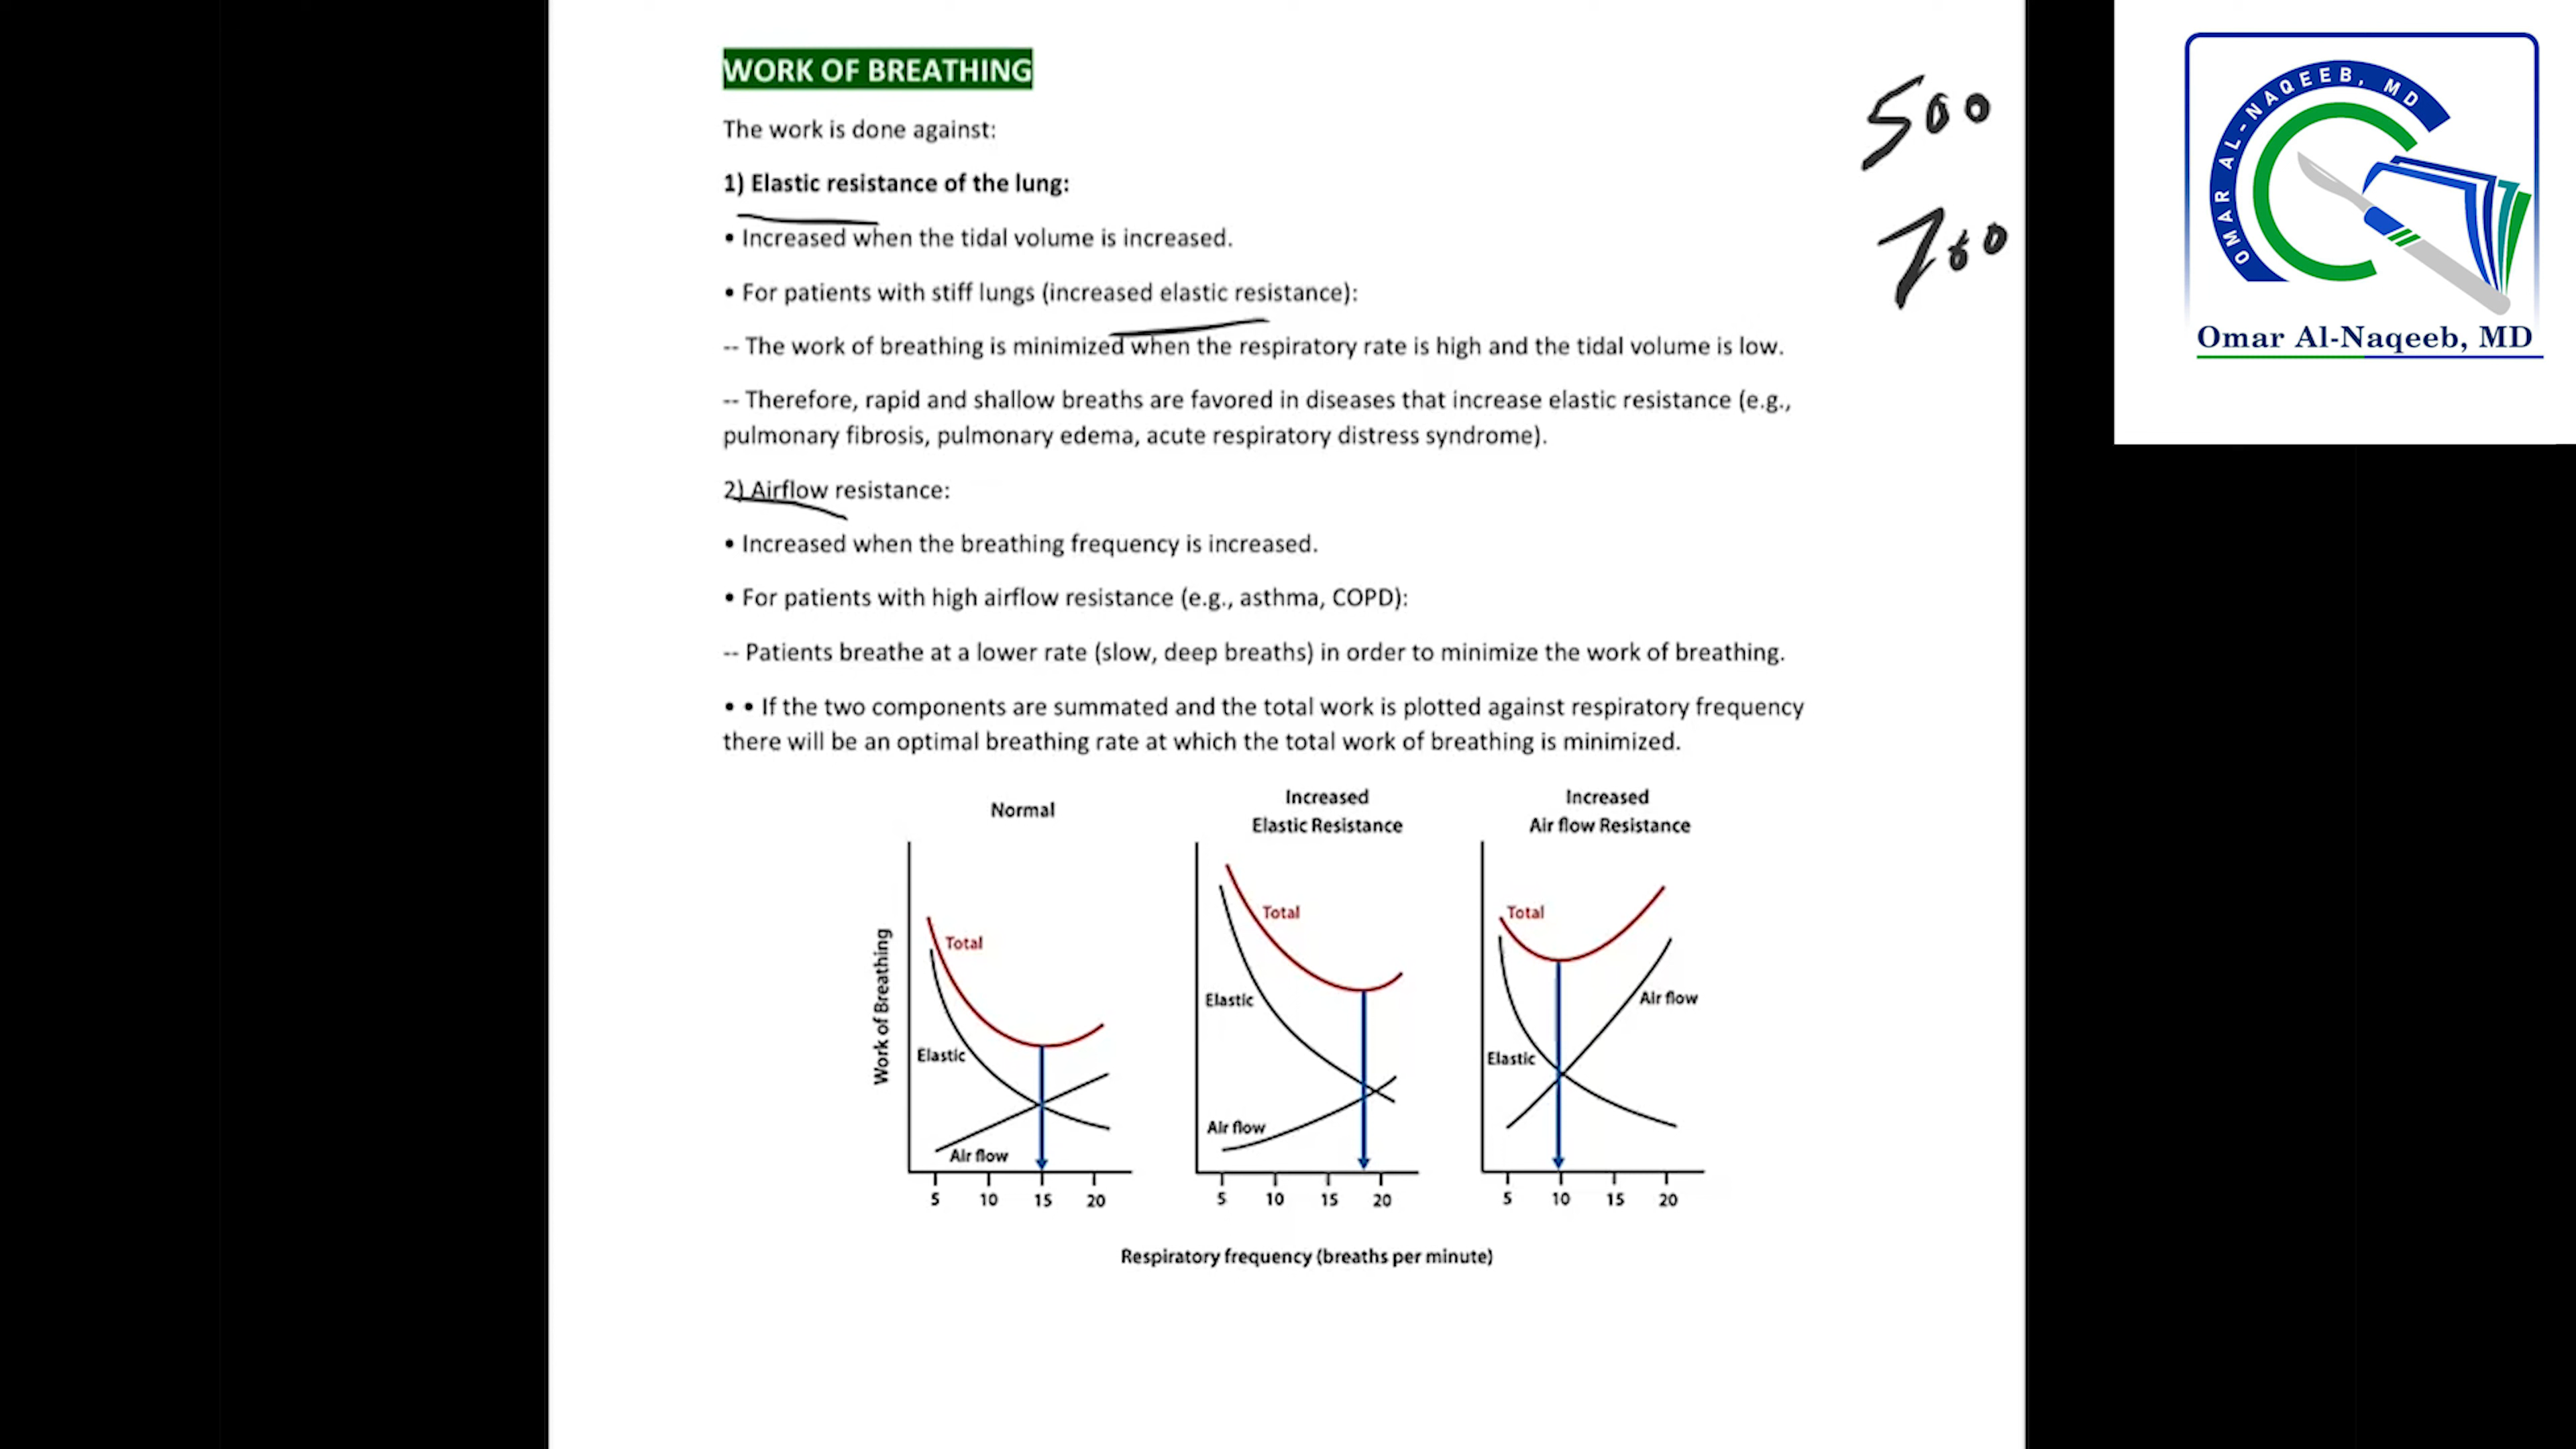 WORK OF BREATHING
The work is done against:
1) Elastic resistance of the lung:
• Increased when the tidal volume is increased.
• For patients with stiff lungs (increased elastic resistance):
-- The work of breathing is minimized when the respiratory rate is high and the tidal volume is low.
-- Therefore, rapid and shallow breaths are favored in diseases that increase elastic resistance (e.g.,
pulmonary fibrosis, pulmonary edema, acute respiratory distress syndrome).
2) Airflow resistance:
• Increased when the breathing frequency is increased.
• For patients with high airflow resistance (e.g., asthma, COPD):
-- Patients breathe at a lower rate (slow, deep breaths) in order to minimize the work of breathing.
• • If the two components are summated and the total work is plotted against respiratory frequency
there will be an optimal breathing rate at which the total work of breathing is minimized.
500
700
OMAR AL-NAQEEB, MD
Omar Al-Naqeeb, MD
Normal
Work of Breathing
Total
Elastic
Air flow
5 10 15 20
Increased
Elastic Resistance
Total
Elastic
Air flow
5 10 15 20
Increased
Air flow Resistance
Total
Air flow
Elastic
5 10 15 20
Respiratory frequency (breaths per minute)